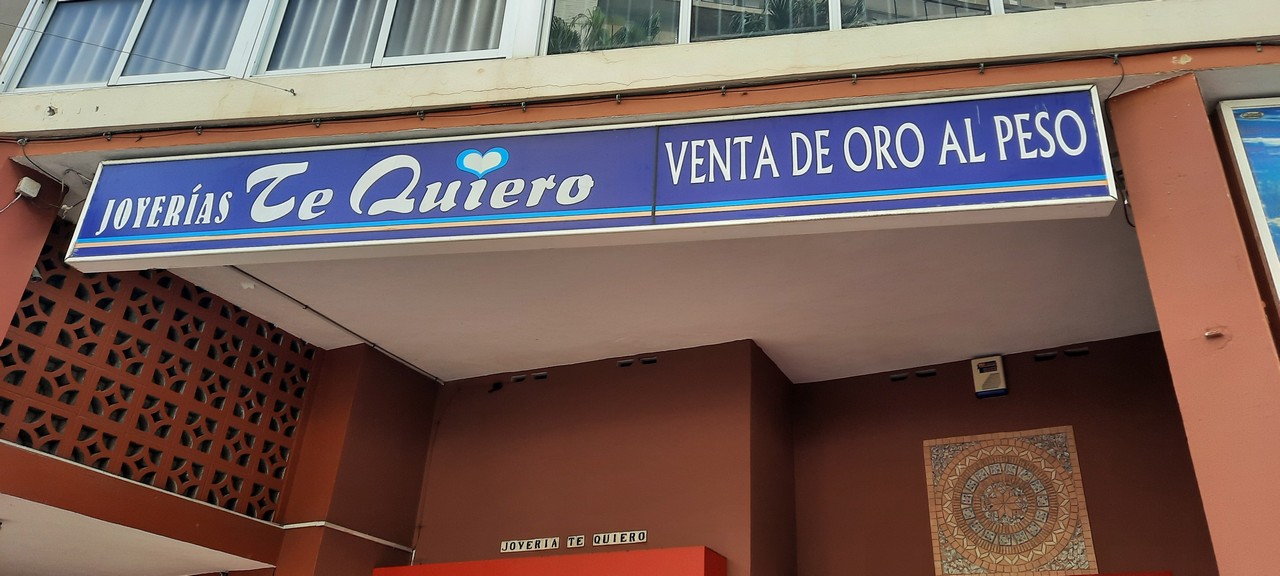 JOYERÍAS Te Quiero VENTA DE ORO AL PESO
JOYERIA TE QUIERO